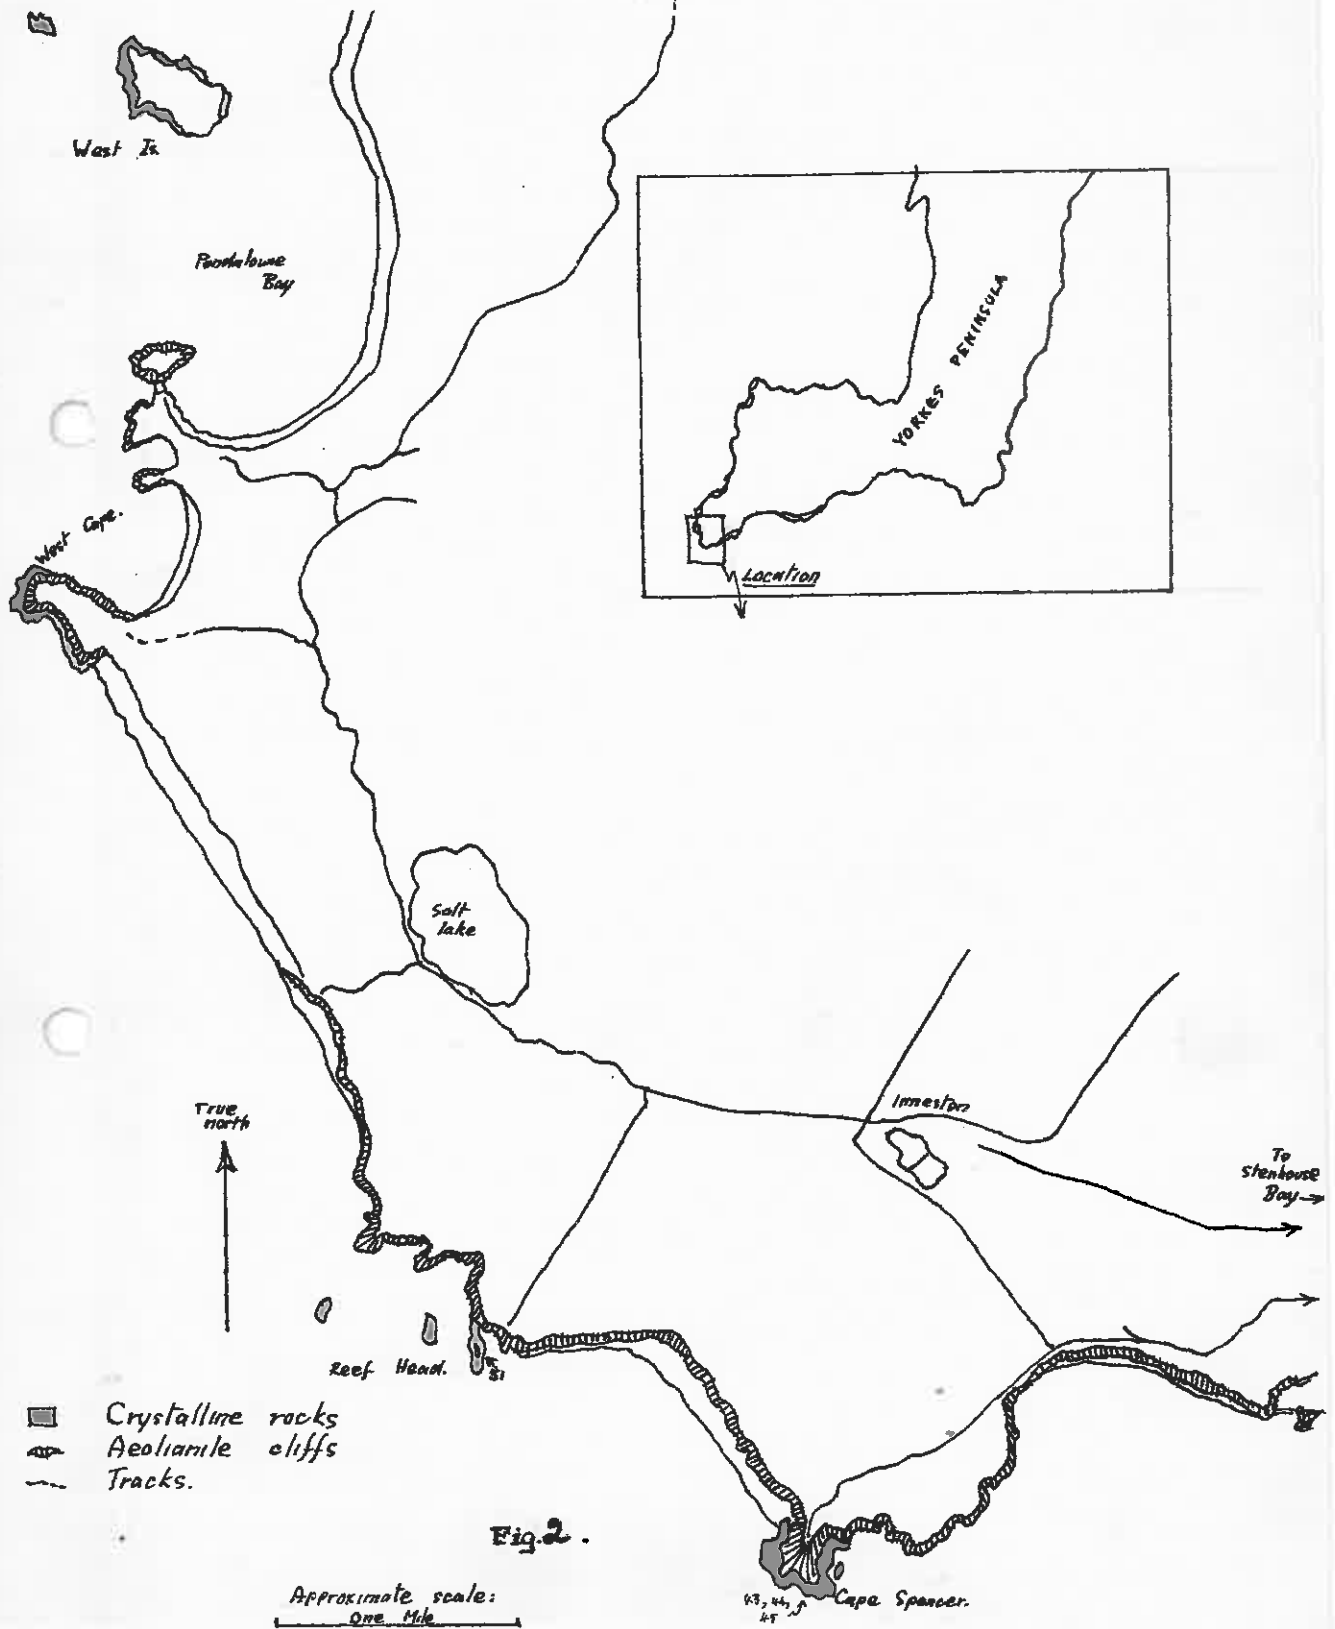 West Is.
Pondalowie
Bay
YORKES PENINSULA
West Cape.
Location
Salt
lake
True
north
Inneston
To
Stenhouse
Bay
Reef Head.
51
Crystalline rocks
Aeolianite cliffs
Tracks.
Fig. 2.
Approximate scale:
One Mile
43, 44,
45
Cape Spencer.